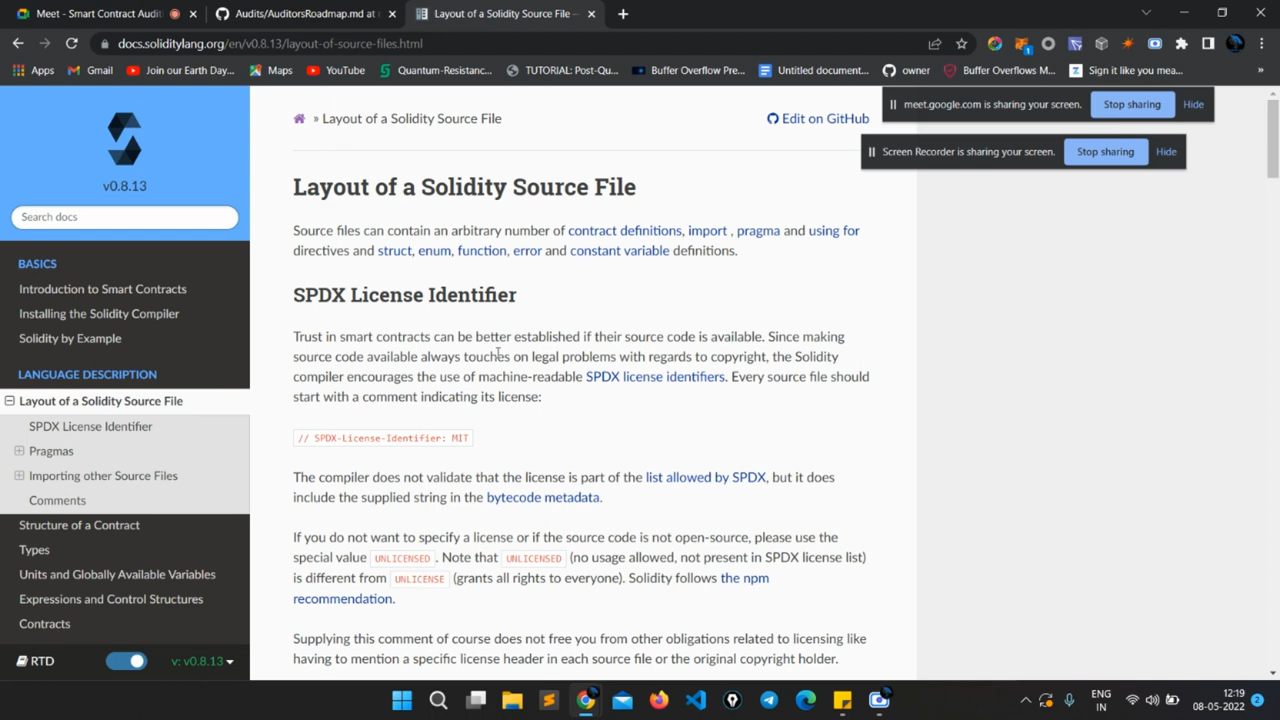 Meet - Smart Contract Audit
Audits/AuditorsRoadmap.md at
Layout of a Solidity Source File —
docs.soliditylang.org/en/v0.8.13/layout-of-source-files.html
Apps
Gmail
Join our Earth Day...
Maps
YouTube
Quantum-Resistanc...
TUTORIAL: Post-Qu...
Buffer Overflow Pre...
Untitled document...
owner
Buffer Overflows M...
Sign it like you mea...
»
meet.google.com is sharing your screen.
Stop sharing
Hide
Screen Recorder is sharing your screen.
Stop sharing
Hide
v0.8.13
Search docs
BASICS
Introduction to Smart Contracts
Installing the Solidity Compiler
Solidity by Example
LANGUAGE DESCRIPTION
Layout of a Solidity Source File
SPDX License Identifier
Pragmas
Importing other Source Files
Comments
Structure of a Contract
Types
Units and Globally Available Variables
Expressions and Control Structures
Contracts
RTD
v: v0.8.13
» Layout of a Solidity Source File
Edit on GitHub
Layout of a Solidity Source File
Source files can contain an arbitrary number of contract definitions, import , pragma and using for
directives and struct, enum, function, error and constant variable definitions.
SPDX License Identifier
Trust in smart contracts can be better established if their source code is available. Since making
source code available always touches on legal problems with regards to copyright, the Solidity
compiler encourages the use of machine-readable SPDX license identifiers. Every source file should
start with a comment indicating its license:
// SPDX-License-Identifier: MIT
The compiler does not validate that the license is part of the list allowed by SPDX, but it does
include the supplied string in the bytecode metadata.
If you do not want to specify a license or if the source code is not open-source, please use the
special value UNLICENSED . Note that UNLICENSED (no usage allowed, not present in SPDX license list)
is different from UNLICENSE (grants all rights to everyone). Solidity follows the npm
recommendation.
Supplying this comment of course does not free you from other obligations related to licensing like
having to mention a specific license header in each source file or the original copyright holder.
ENG
IN
12:19
08-05-2022